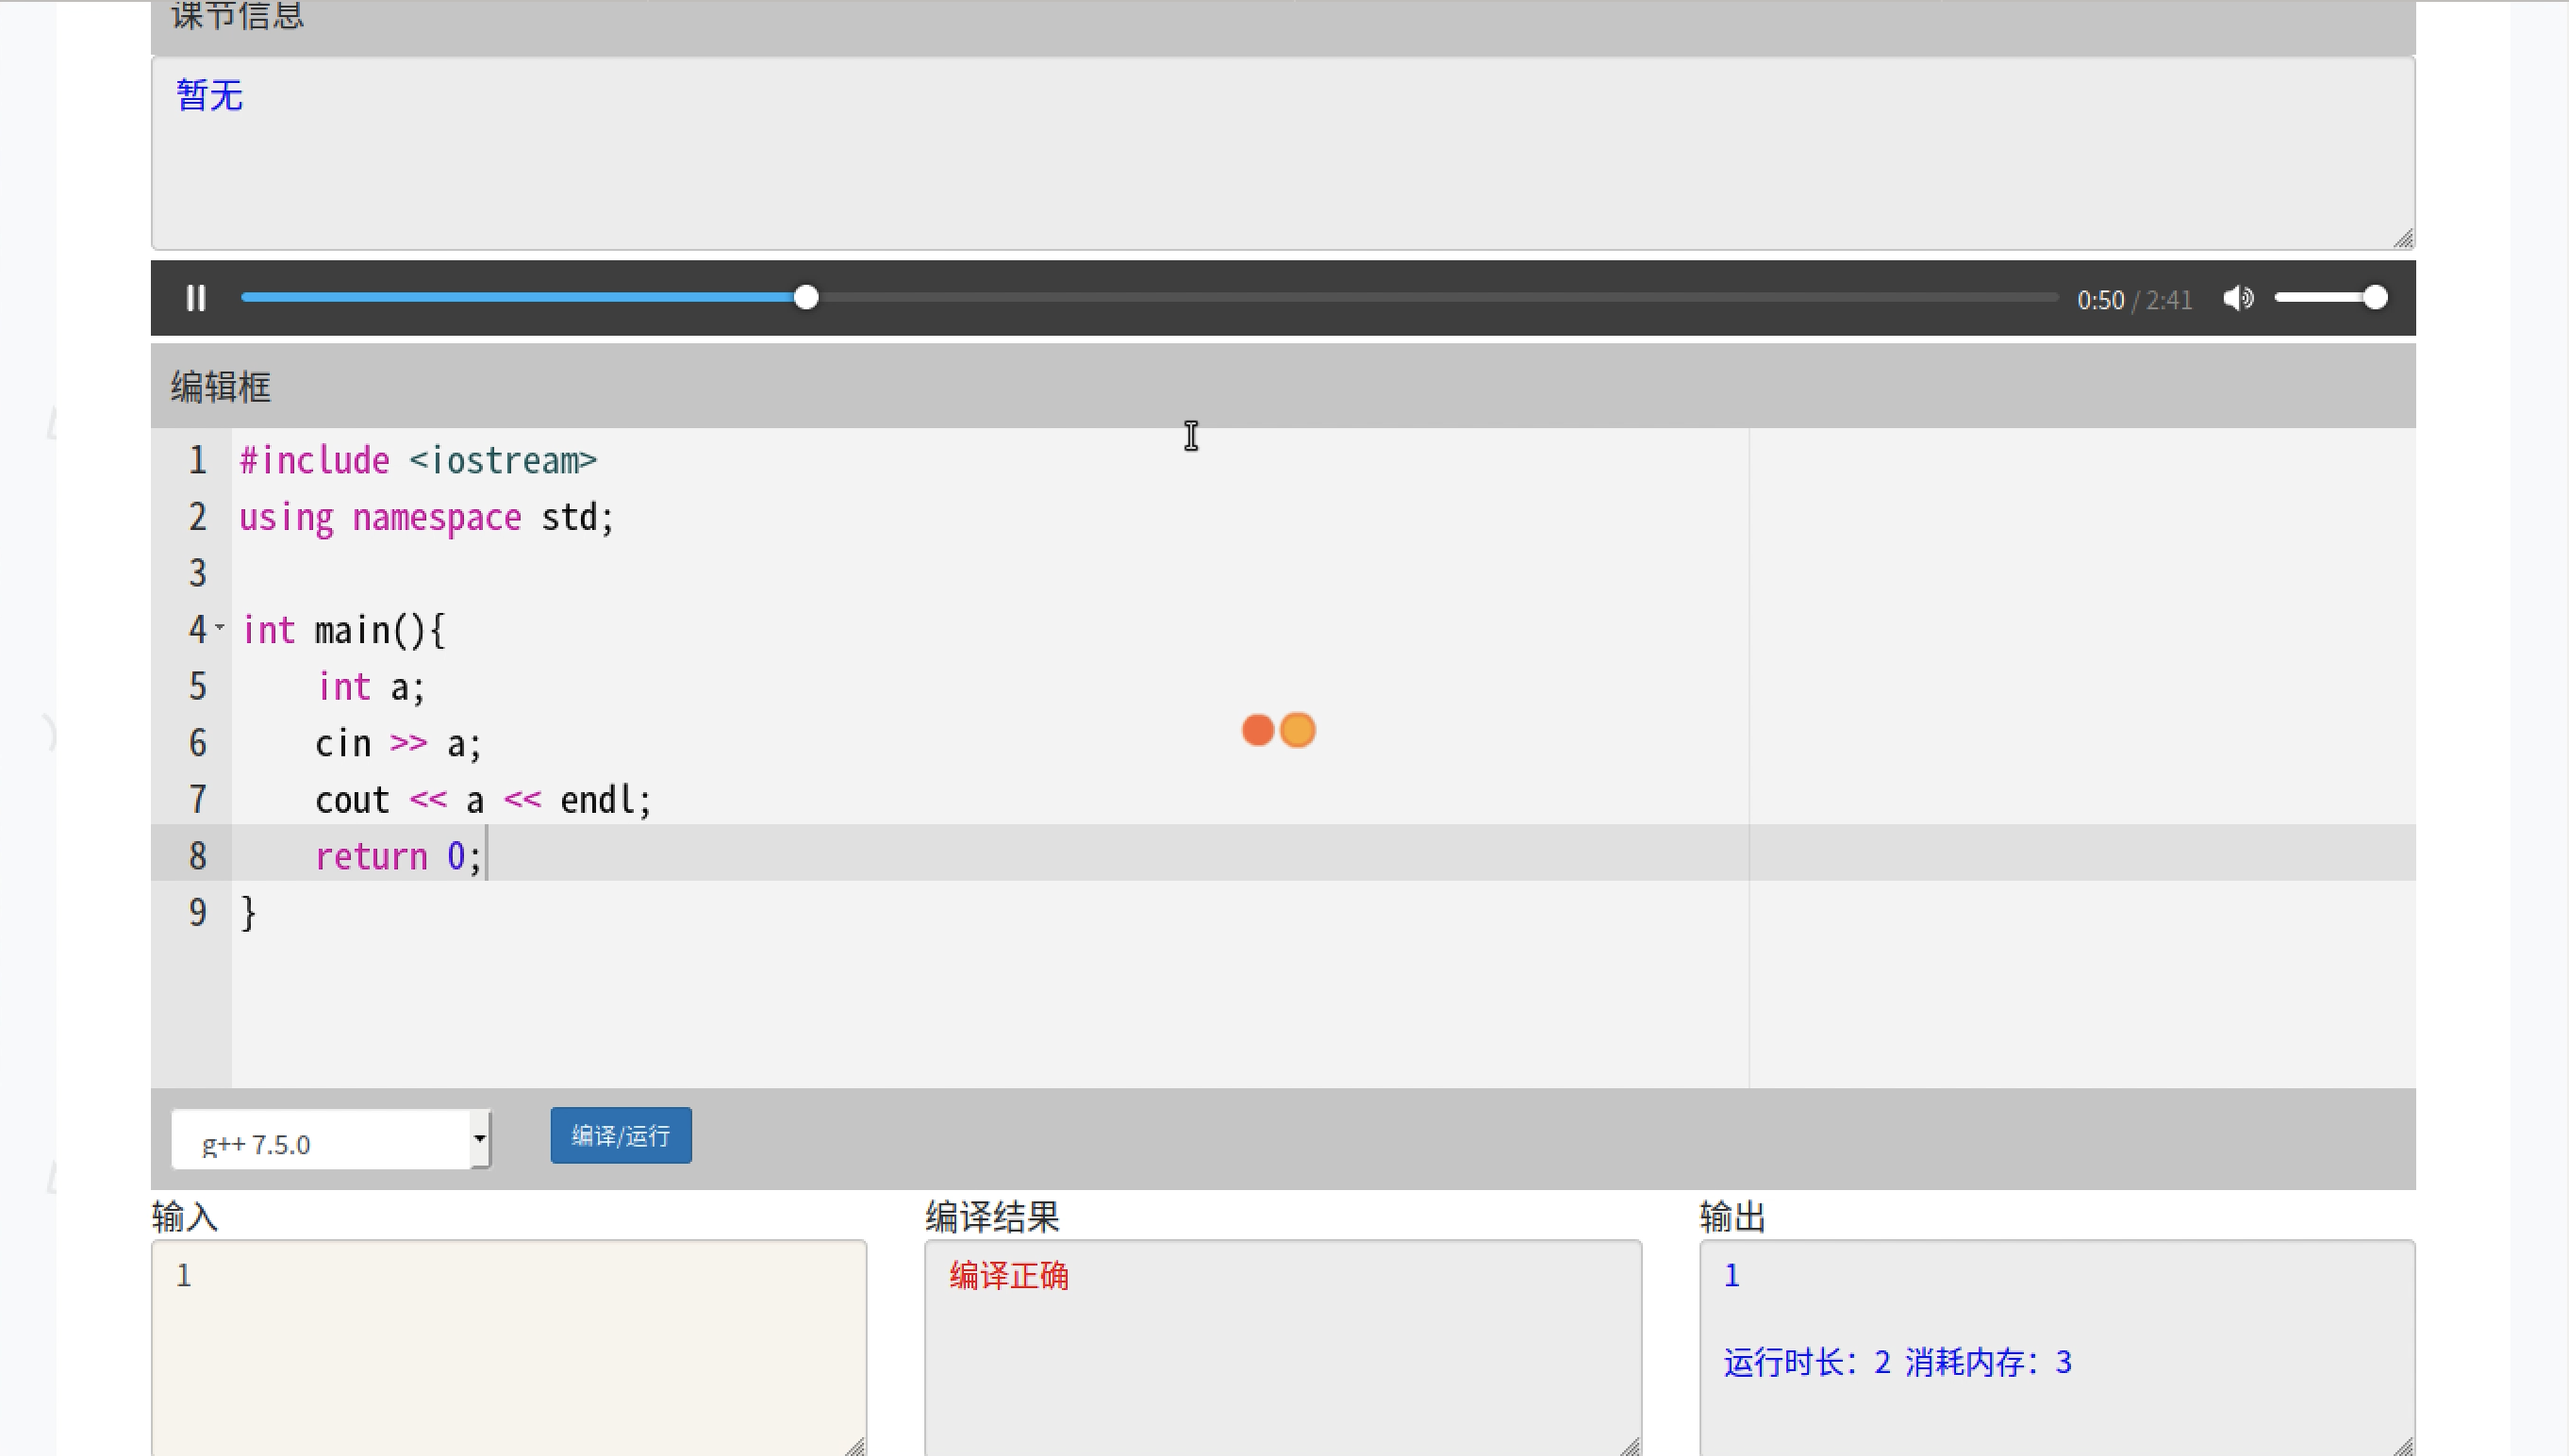 课节信息
暂无
0:50 / 2:41
编辑框
1 #include <iostream>
2 using namespace std;
3
4 int main(){
5     int a;
6     cin >> a;
7     cout << a << endl;
8     return 0;
9 }
g++ 7.5.0 编译/运行
输入 编译结果 输出
1 编译正确 1
运行时长：2 消耗内存：3